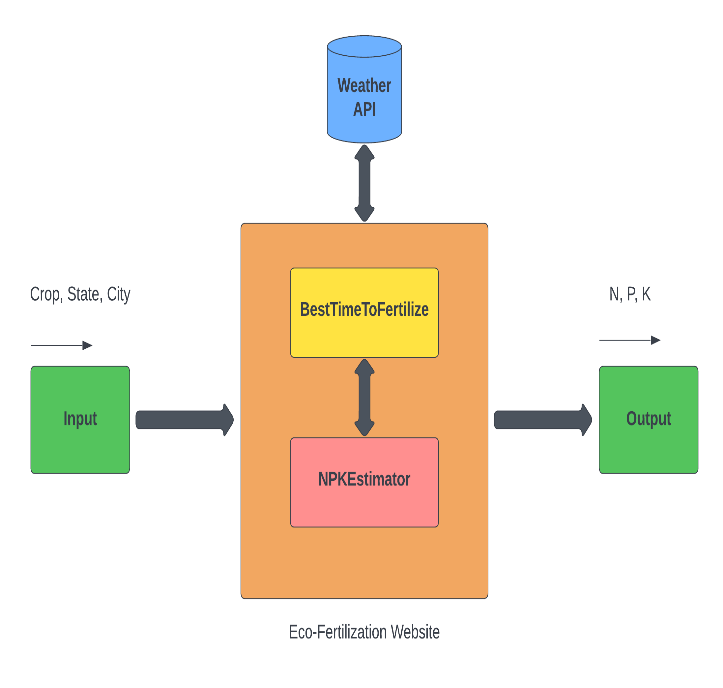 Weather
API
Crop, State, City
N, P, K
BestTimeToFertilize
Input
Output
NPKEstimator
Eco-Fertilization Website